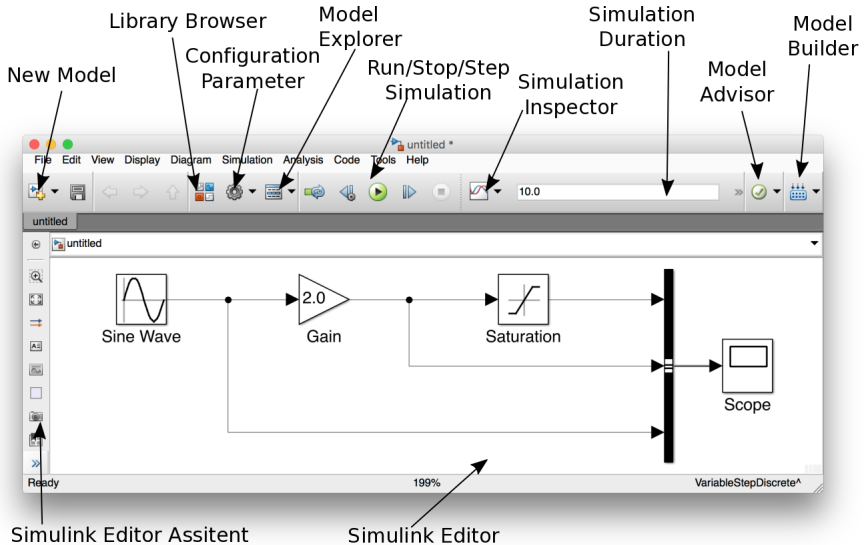 Library Browser
Model
Explorer
Simulation
Duration
Model
Builder
Configuration
Parameter
Run/Stop/Step
Simulation
Simulation
Inspector
Model
Advisor
New Model
untitled *
File Edit View Display Diagram Simulation Analysis Code Tools Help
10.0
untitled
untitled
2.0
Sine Wave
Gain
Saturation
Scope
Ready
199%
VariableStepDiscrete^
Simulink Editor Assitent
Simulink Editor